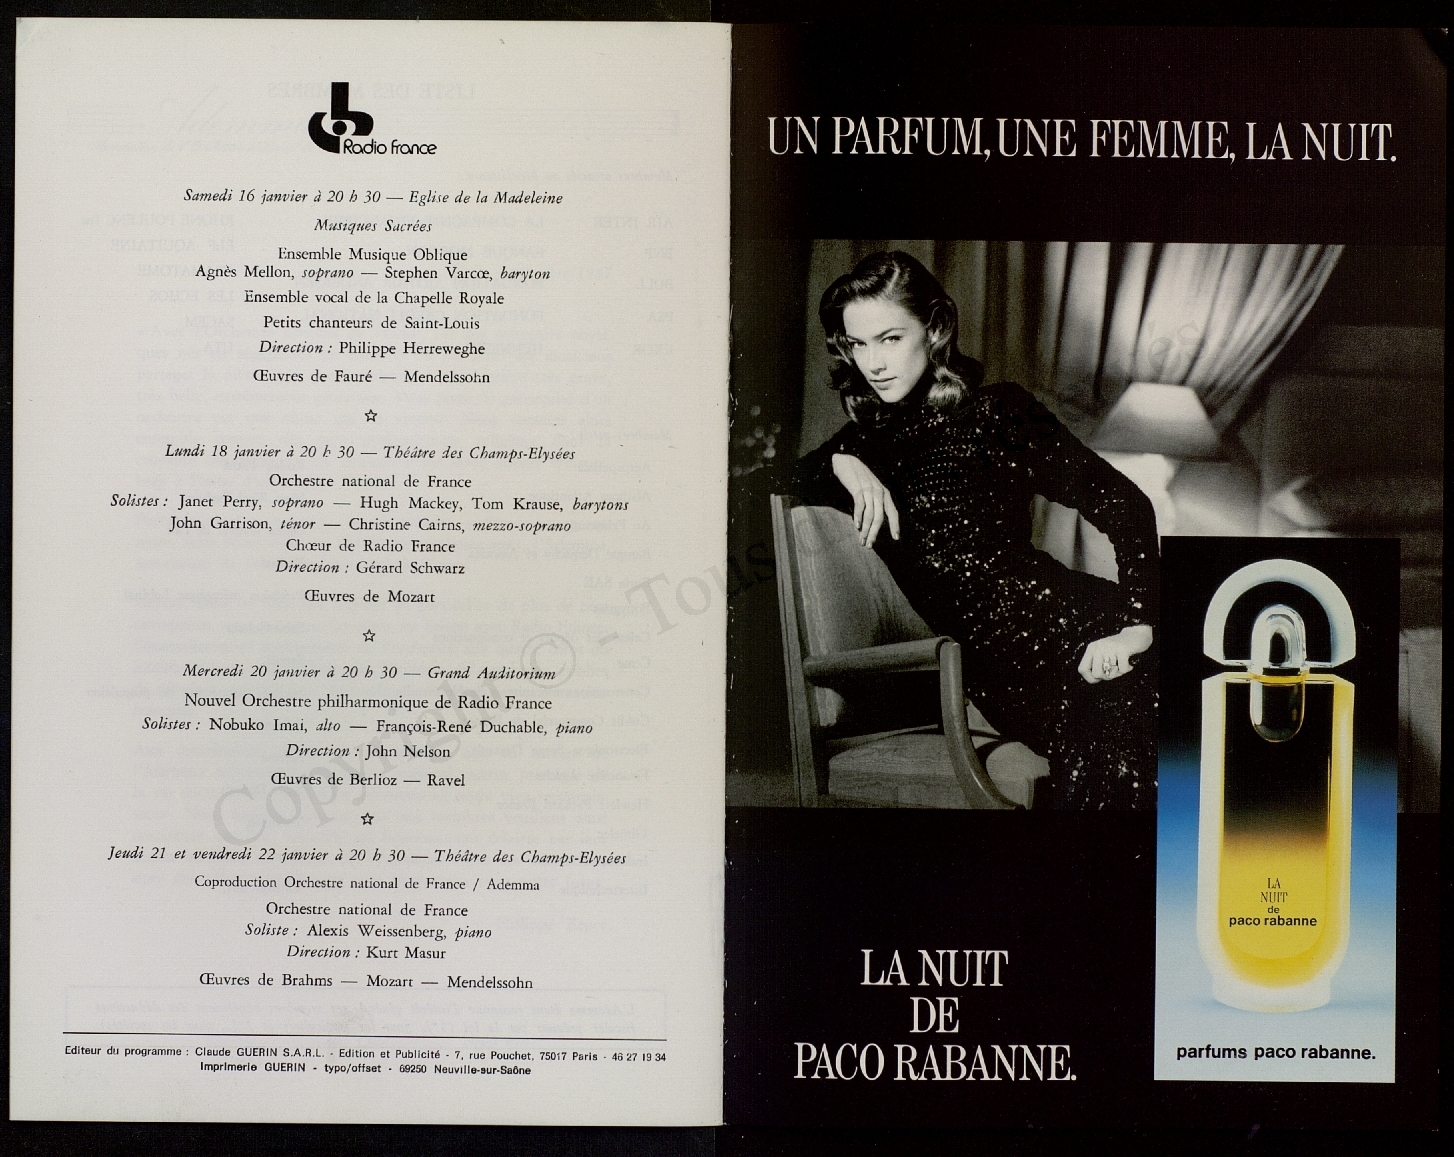 Radio France
Samedi 16 janvier à 20 h 30 — Eglise de la Madeleine
Musiques Sacrées
Ensemble Musique Oblique
Agnès Mellon, soprano — Stephen Varcœ, baryton
Ensemble vocal de la Chapelle Royale
Petits chanteurs de Saint-Louis
Direction : Philippe Herreweghe
Œuvres de Fauré — Mendelssohn
☆
Lundi 18 janvier à 20 h 30 — Théâtre des Champs-Elysées
Orchestre national de France
Solistes : Janet Perry, soprano — Hugh Mackey, Tom Krause, barytons
John Garrison, ténor — Christine Cairns, mezzo-soprano
Chœur de Radio France
Direction : Gérard Schwarz
Œuvres de Mozart
☆
Mercredi 20 janvier à 20 h 30 — Grand Auditorium
Nouvel Orchestre philharmonique de Radio France
Solistes : Nobuko Imai, alto — François-René Duchable, piano
Direction : John Nelson
Œuvres de Berlioz — Ravel
☆
Jeudi 21 et vendredi 22 janvier à 20 h 30 — Théâtre des Champs-Elysées
Coproduction Orchestre national de France / Ademma
Orchestre national de France
Soliste : Alexis Weissenberg, piano
Direction : Kurt Masur
Œuvres de Brahms — Mozart — Mendelssohn
Editeur du programme : Claude GUERIN S.A.R.L. - Edition et Publicité - 7, rue Pouchet, 75017 Paris - 46 27 19 34
Imprimerie GUERIN - typo/offset - 69250 Neuville-sur-Saône
Copyright © - Tous
UN PARFUM, UNE FEMME, LA NUIT.
LA
NUIT
de
paco rabanne
LA NUIT
DE
PACO RABANNE.
parfums paco rabanne.